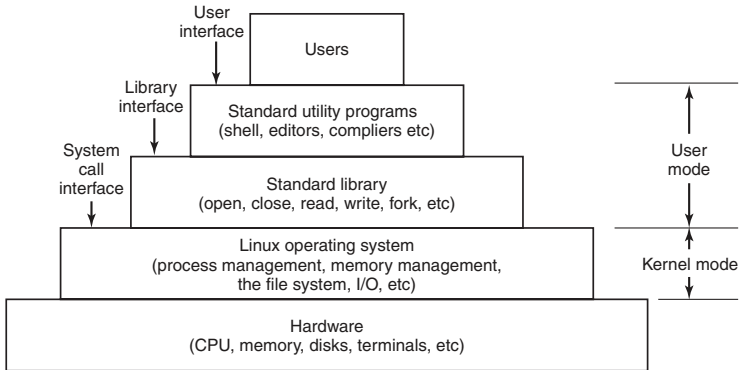 User
interface
Users
Library
interface
Standard utility programs
(shell, editors, compliers etc)
System
call
interface
Standard library
(open, close, read, write, fork, etc)
User
mode
Linux operating system
(process management, memory management,
the file system, I/O, etc)
Kernel mode
Hardware
(CPU, memory, disks, terminals, etc)